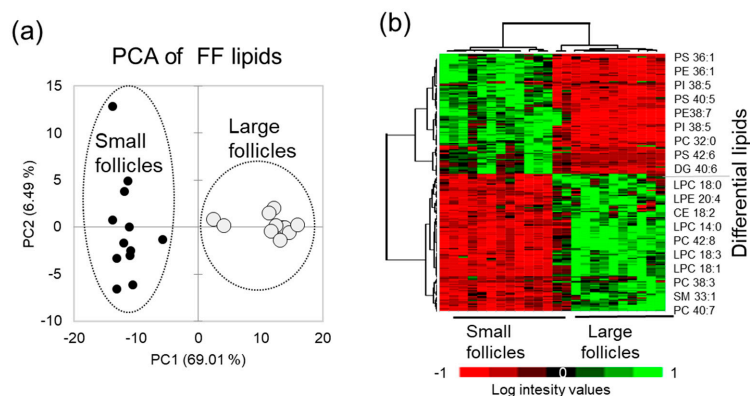 (a)
PCA of FF lipids
15
10
5
0
-5
-10
-20
-10
0
10
20
PC2 (6.49 %)
PC1 (69.01 %)
Small
follicles
Large
follicles
(b)
PS 36:1
PE 36:1
PI 38:5
PS 40:5
PE38:7
PI 38:5
PC 32:0
PS 42:6
DG 40:6
LPC 18:0
LPE 20:4
CE 18:2
LPC 14:0
PC 42:8
LPC 18:3
LPC 18:1
PC 38:3
SM 33:1
PC 40:7
Differential lipids
Small
follicles
Large
follicles
-1
0
1
Log intesity values